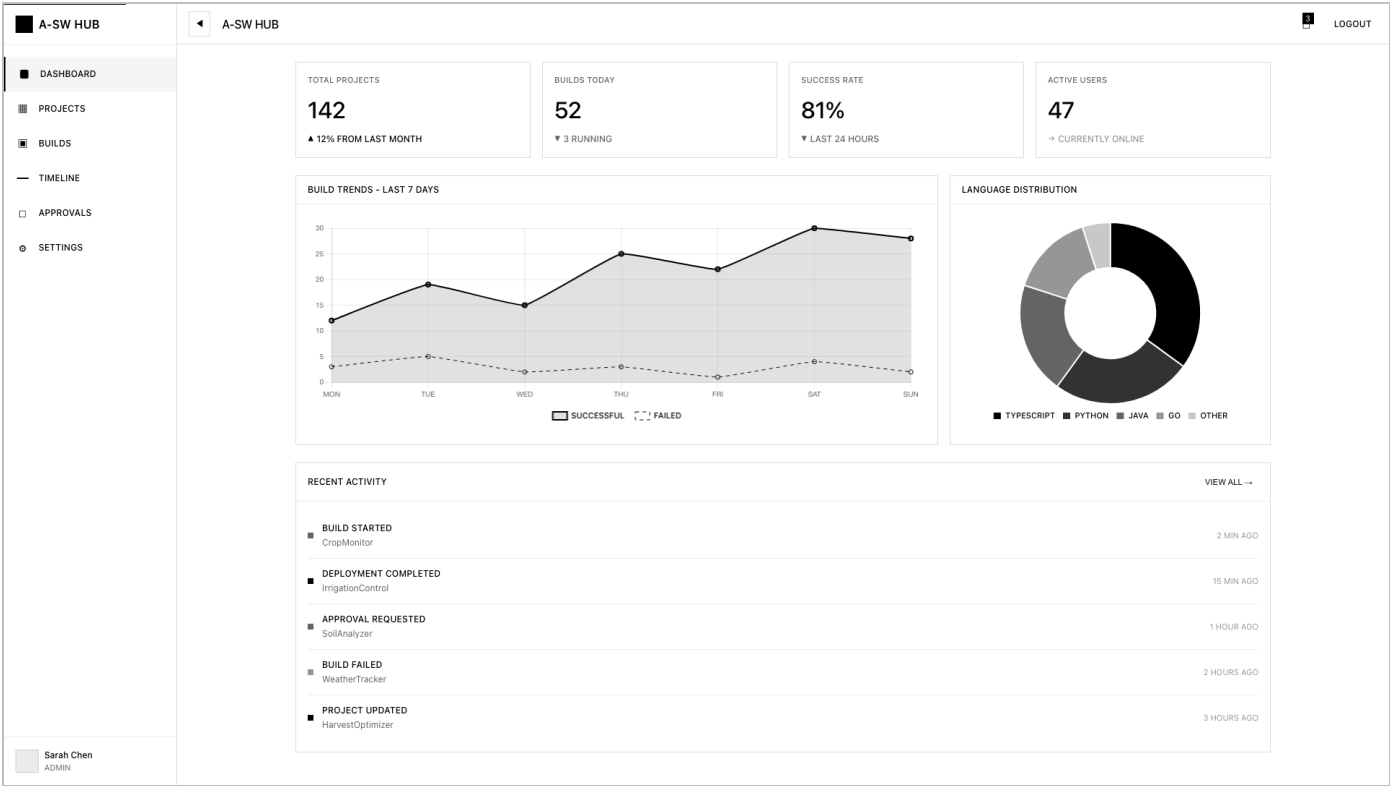 A-SW HUB
A-SW HUB
3
LOGOUT
DASHBOARD
PROJECTS
BUILDS
TIMELINE
APPROVALS
SETTINGS
TOTAL PROJECTS
142
▲ 12% FROM LAST MONTH
BUILDS TODAY
52
▼ 3 RUNNING
SUCCESS RATE
81%
▼ LAST 24 HOURS
ACTIVE USERS
47
→ CURRENTLY ONLINE
BUILD TRENDS - LAST 7 DAYS
30
25
20
15
10
5
0
MON TUE WED THU FRI SAT SUN
SUCCESSFUL FAILED
LANGUAGE DISTRIBUTION
TYPESCRIPT PYTHON JAVA GO OTHER
RECENT ACTIVITY
VIEW ALL →
BUILD STARTED
CropMonitor
2 MIN AGO
DEPLOYMENT COMPLETED
IrrigationControl
15 MIN AGO
APPROVAL REQUESTED
SoilAnalyzer
1 HOUR AGO
BUILD FAILED
WeatherTracker
2 HOURS AGO
PROJECT UPDATED
HarvestOptimizer
3 HOURS AGO
Sarah Chen
ADMIN